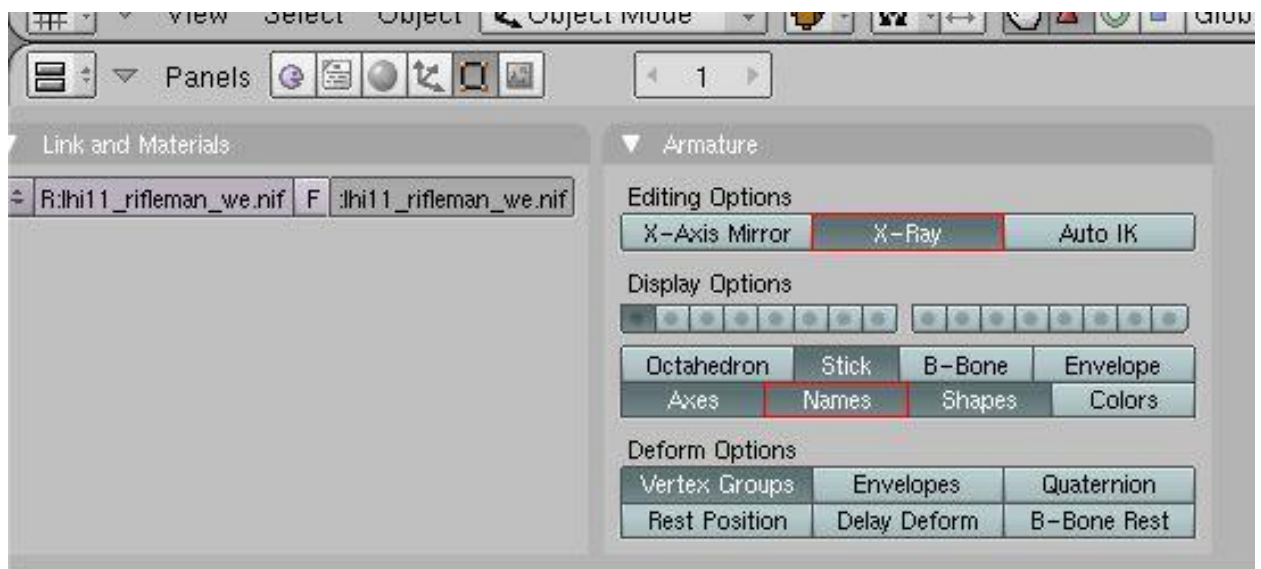 View Select Object Object Mode Glob
Panels 1
Link and Materials
R:lhi11_rifleman_we.nif F :lhi11_rifleman_we.nif
Armature
Editing Options
X-Axis Mirror X-Ray Auto IK
Display Options
Octahedron Stick B-Bone Envelope
Axes Names Shapes Colors
Deform Options
Vertex Groups Envelopes Quaternion
Rest Position Delay Deform B-Bone Rest